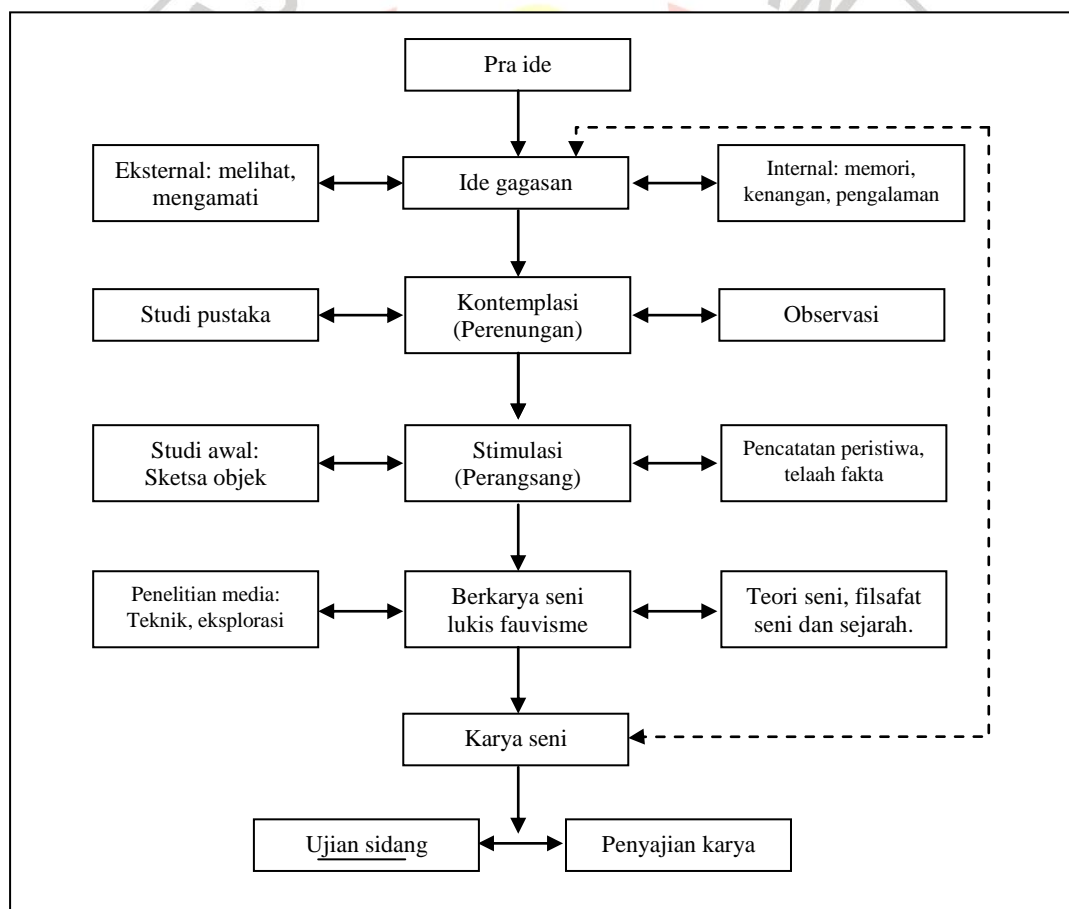 Pra ide
Eksternal: melihat,
mengamati
Ide gagasan
Internal: memori,
kenangan, pengalaman
Studi pustaka
Kontemplasi
(Perenungan)
Observasi
Studi awal:
Sketsa objek
Stimulasi
(Perangsang)
Pencatatan peristiwa,
telaah fakta
Penelitian media:
Teknik, eksplorasi
Berkarya seni
lukis fauvisme
Teori seni, filsafat
seni dan sejarah.
Karya seni
Ujian sidang
Penyajian karya